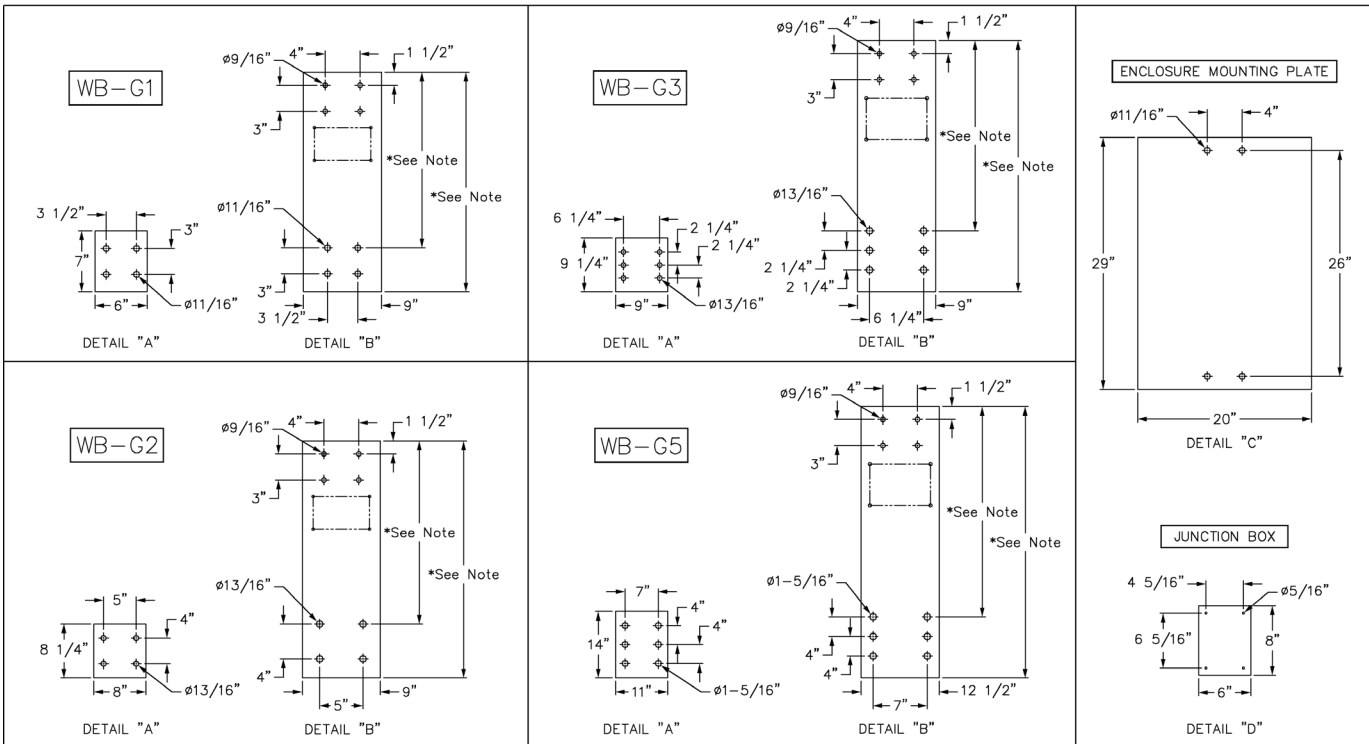 WB-G1
ø9/16"
4"
1 1/2"
3"
*See Note
*See Note
3 1/2"
3"
7"
6"
ø11/16"
DETAIL "A"
ø11/16"
3"
3 1/2"
9"
DETAIL "B"
WB-G3
ø9/16"
4"
1 1/2"
3"
*See Note
*See Note
6 1/4"
2 1/4"
2 1/4"
9 1/4"
9"
ø13/16"
DETAIL "A"
ø13/16"
2 1/4"
2 1/4"
6 1/4"
9"
DETAIL "B"
ENCLOSURE MOUNTING PLATE
ø11/16"
4"
29"
26"
20"
DETAIL "C"
WB-G2
ø9/16"
4"
1 1/2"
3"
*See Note
*See Note
5"
4"
8 1/4"
8"
ø13/16"
DETAIL "A"
ø13/16"
4"
5"
9"
DETAIL "B"
WB-G5
ø9/16"
4"
1 1/2"
3"
*See Note
*See Note
7"
4"
4"
14"
11"
ø1-5/16"
DETAIL "A"
ø1-5/16"
4"
4"
7"
12 1/2"
DETAIL "B"
JUNCTION BOX
4 5/16"
ø5/16"
6 5/16"
8"
6"
DETAIL "D"